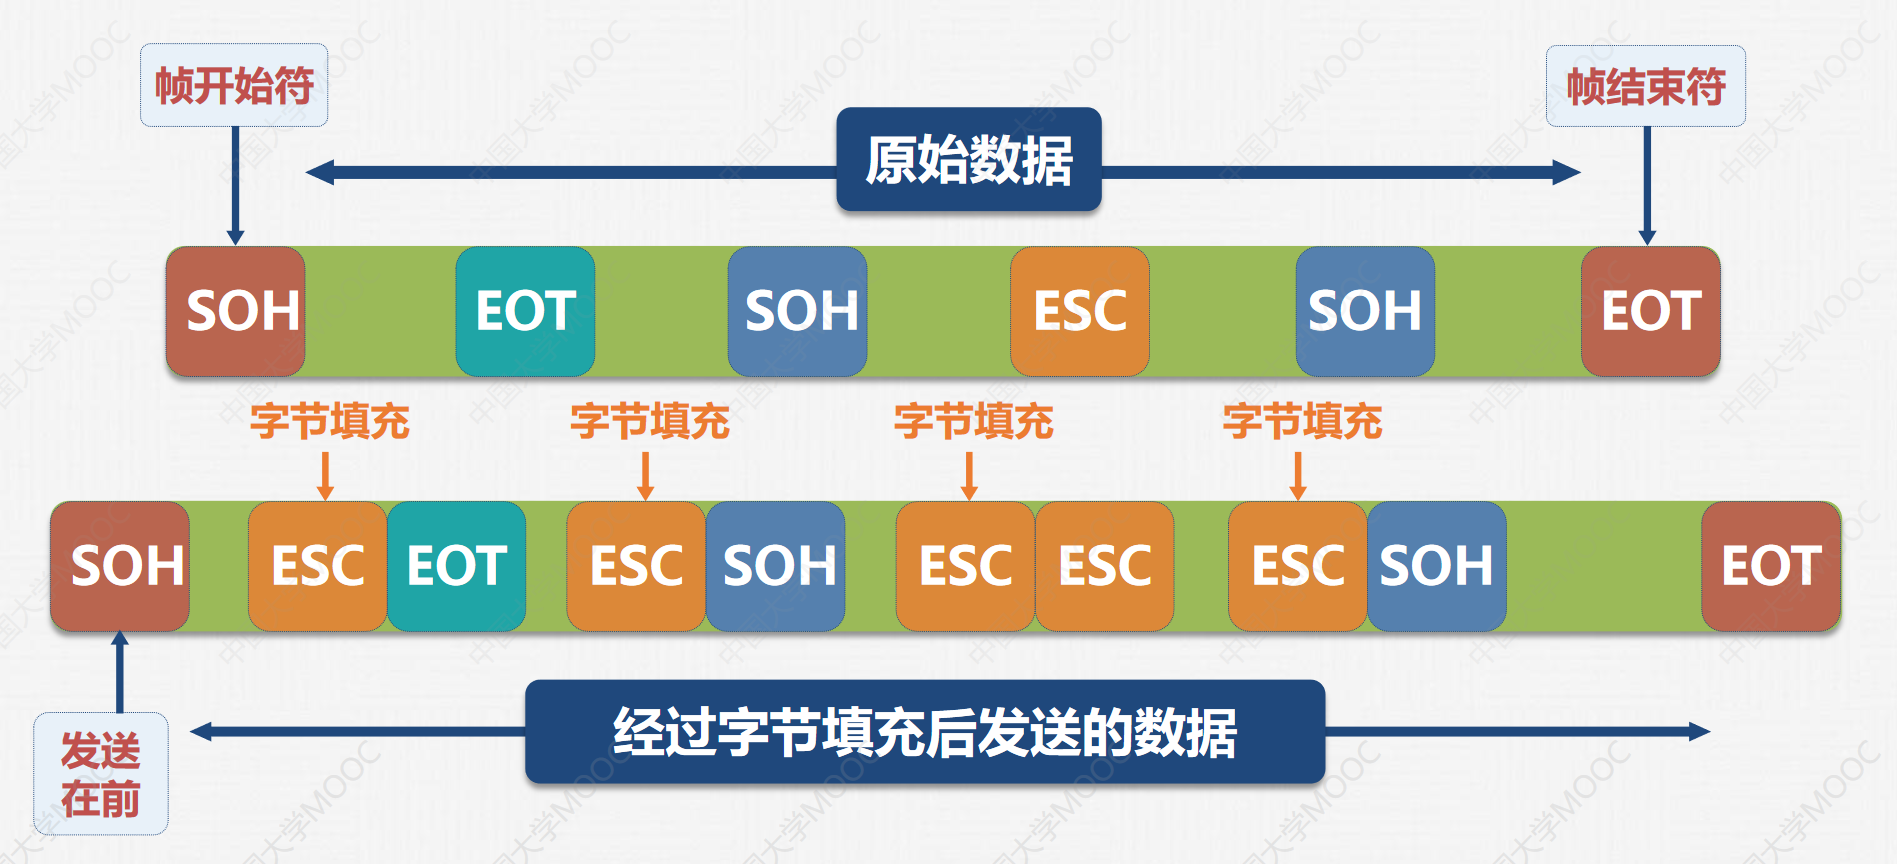 帧开始符
帧结束符
原始数据
SOH EOT SOH ESC SOH EOT
字节填充 字节填充 字节填充 字节填充
SOH ESC EOT ESC SOH ESC ESC ESC SOH EOT
发送
在前
经过字节填充后发送的数据
中国大学MOOC